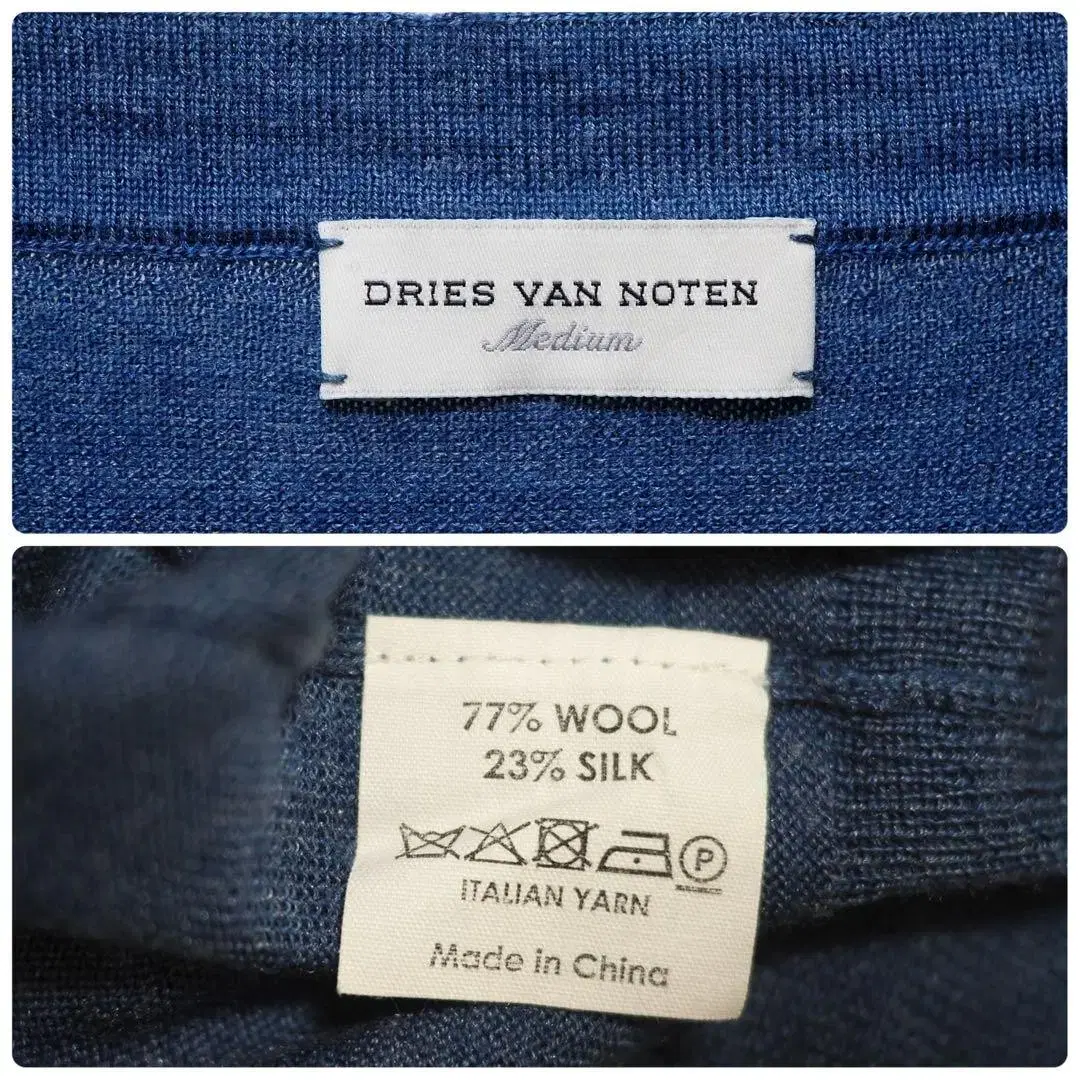 DRIES VAN NOTEN
Medium
77% WOOL
23% SILK
P
ITALIAN YARN
Made in China